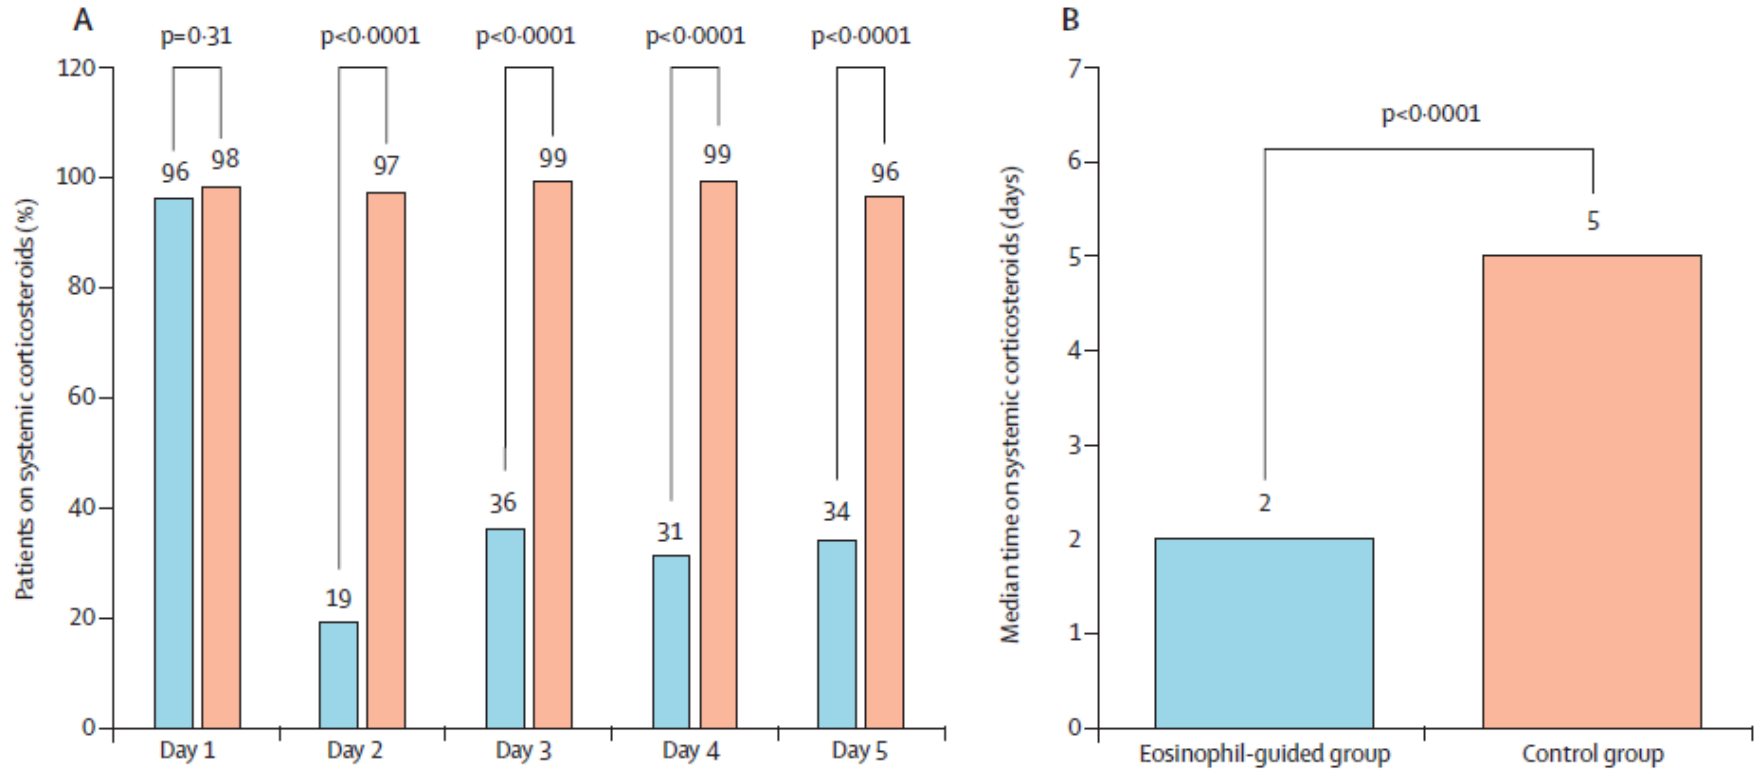 A
p=0·31 p<0·0001 p<0·0001 p<0·0001 p<0·0001
Patients on systemic corticosteroids (%)
120
100
80
60
40
20
0
96 98
19 97
36 99
31 99
34 96
Day 1 Day 2 Day 3 Day 4 Day 5
B
p<0·0001
Median time on systemic corticosteroids (days)
7
6
5
4
3
2
1
0
2
5
Eosinophil-guided group Control group